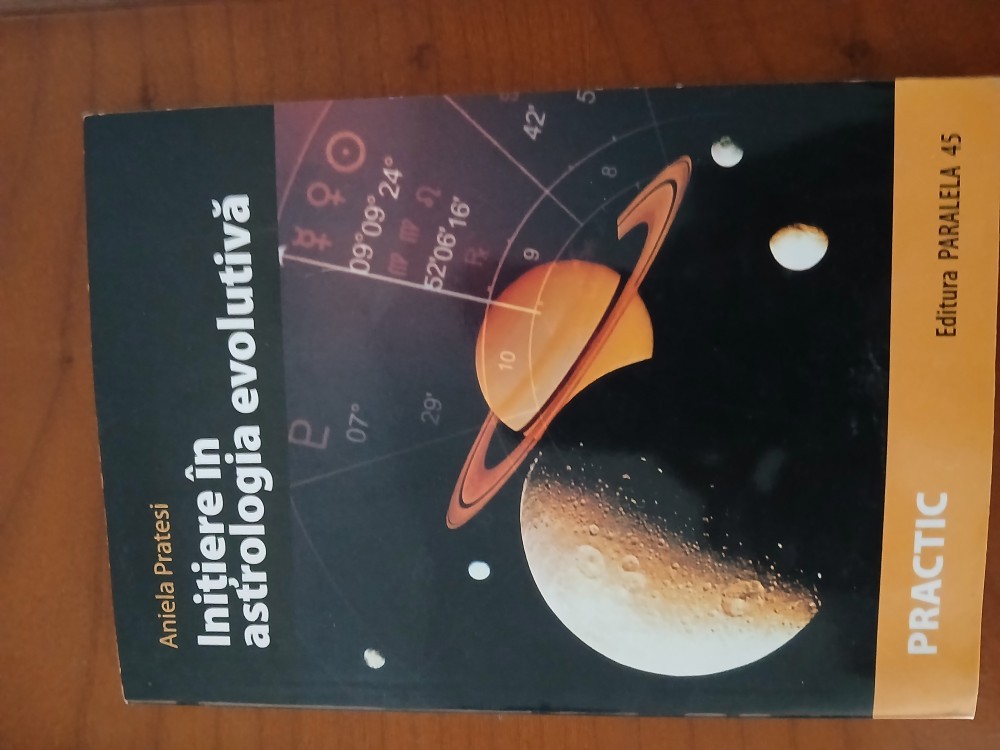 Aniela Pratesi
Inițiere în
astrologia evolutivă
09°09' 24°
52'06'16'
42'
07°
29'
8
9
10
PRACTIC
Editura PARALELA 45